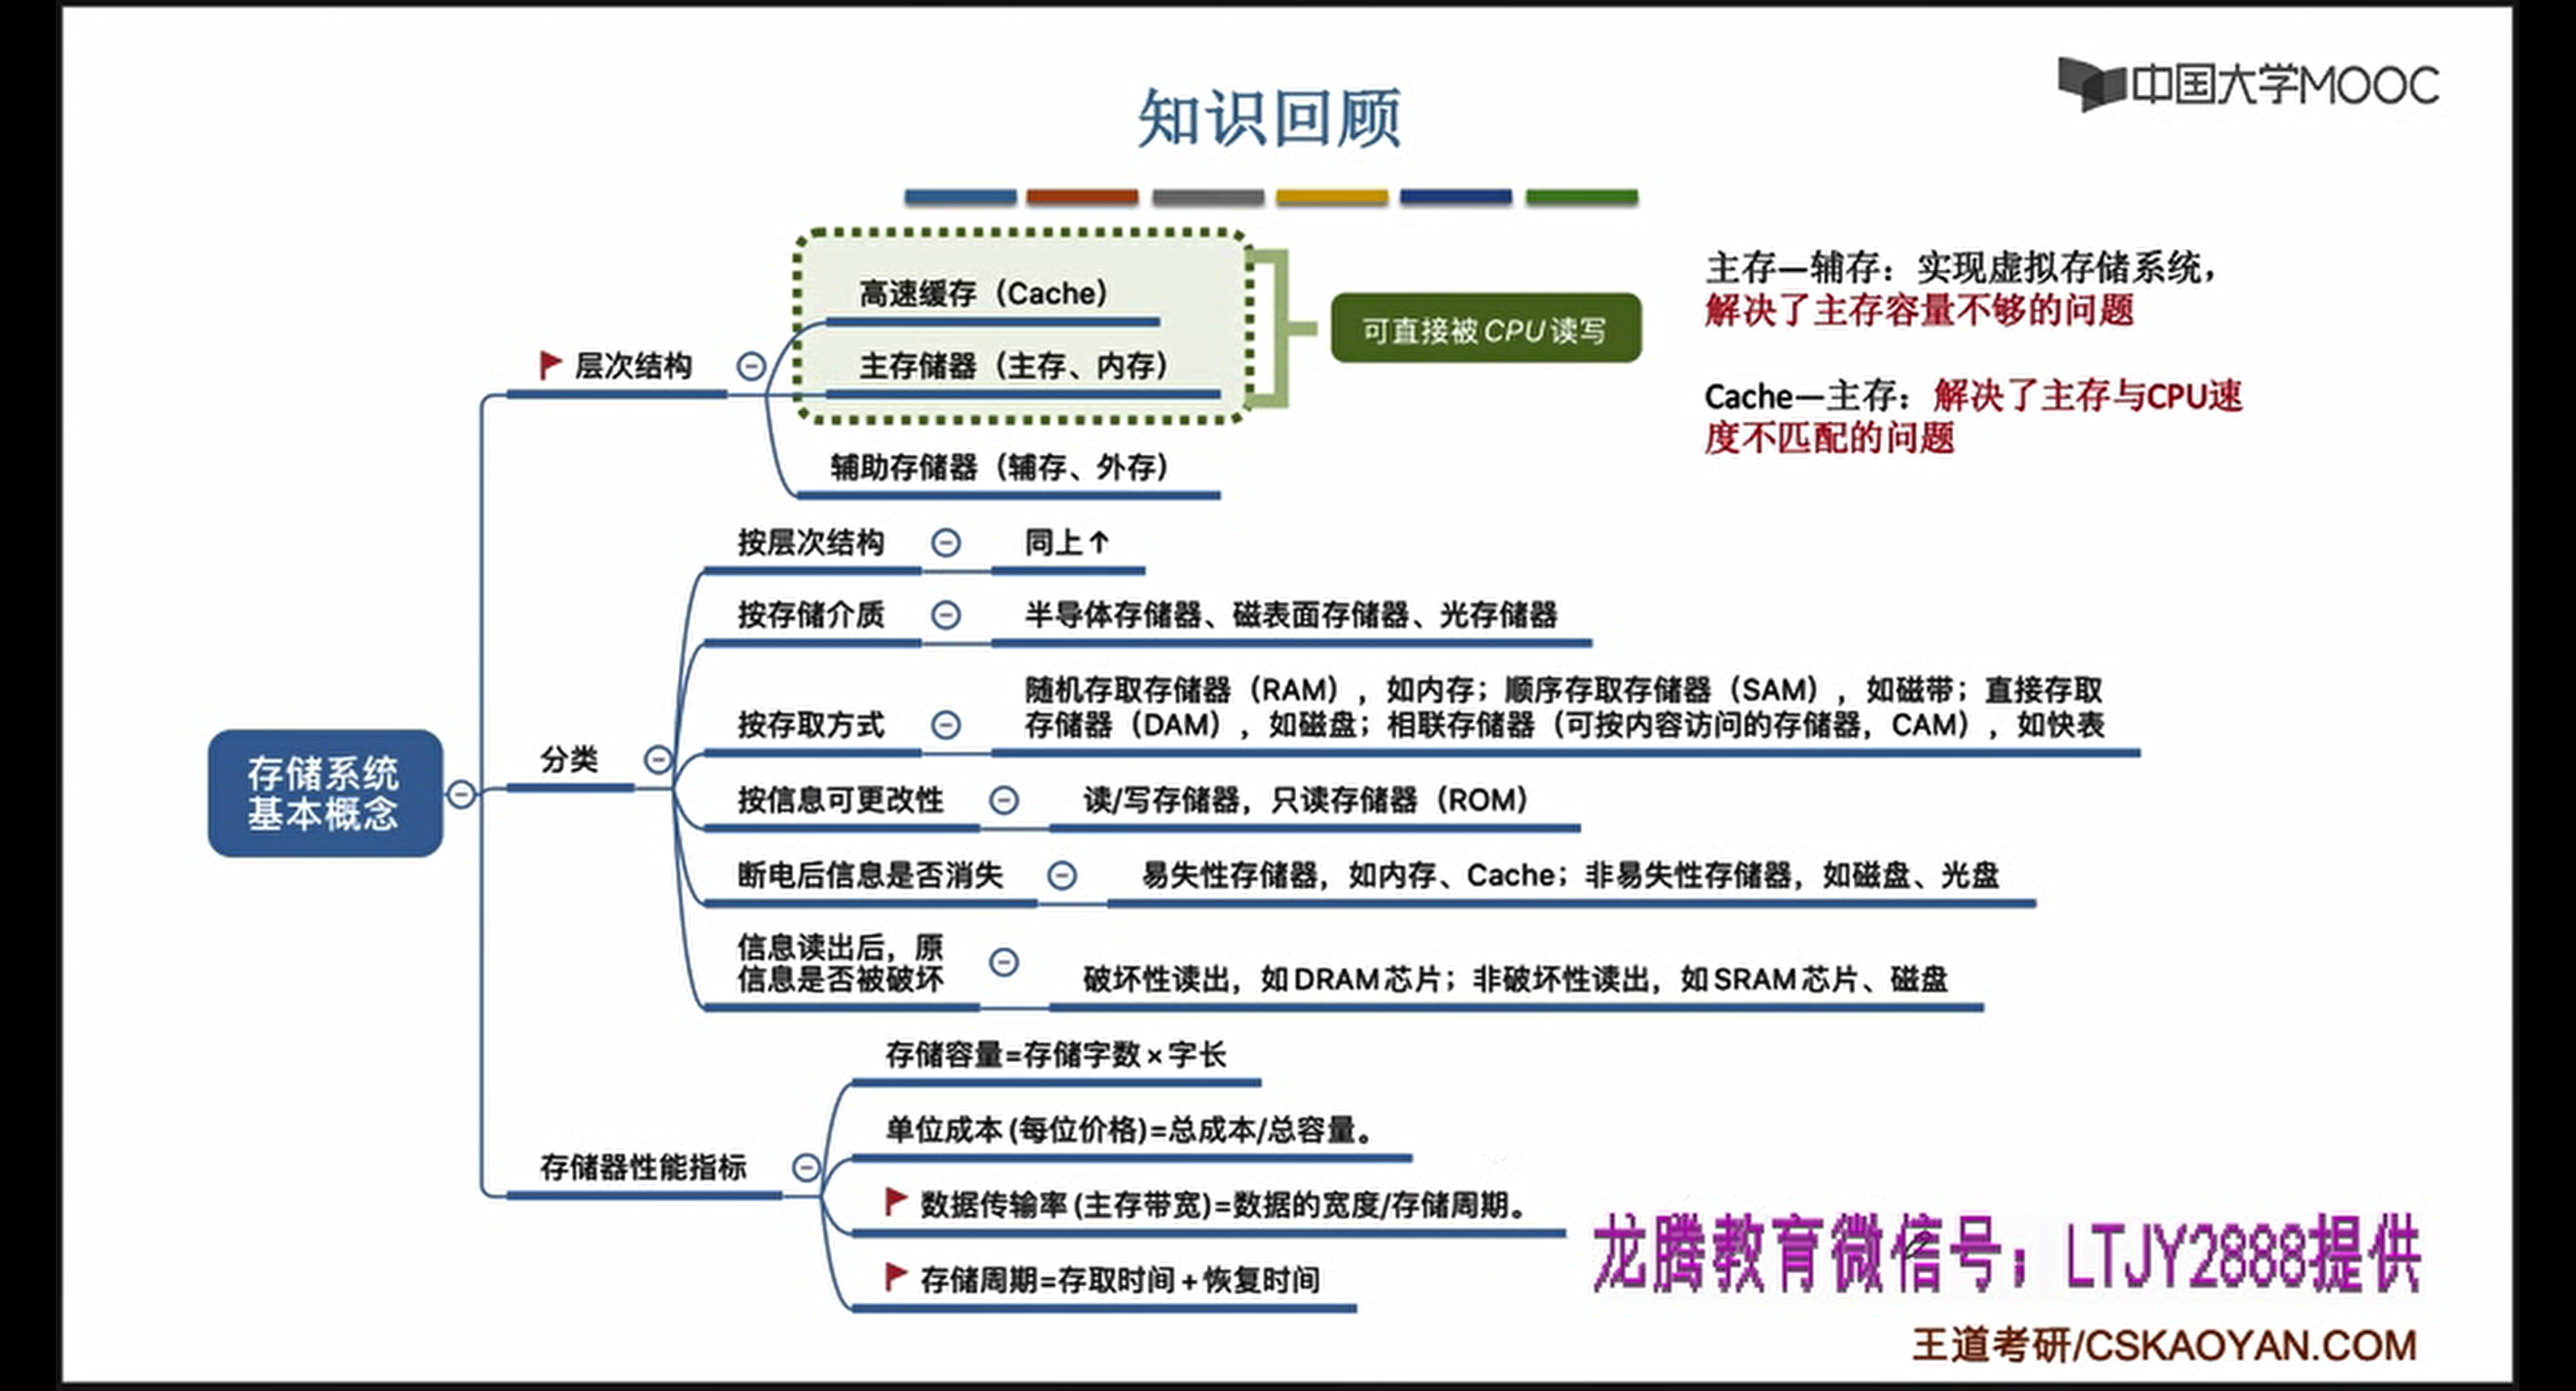 中国大学MOOC
知识回顾
高速缓存（Cache）
主存储器（主存、内存）
辅助存储器（辅存、外存）
层次结构
可直接被CPU读写
主存—辅存：实现虚拟存储系统，
解决了主存容量不够的问题
Cache—主存：解决了主存与CPU速
度不匹配的问题
按层次结构
同上↑
按存储介质
半导体存储器、磁表面存储器、光存储器
按存取方式
随机存取存储器（RAM），如内存；顺序存取存储器（SAM），如磁带；直接存取
存储器（DAM），如磁盘；相联存储器（可按内容访问的存储器，CAM），如快表
分类
存储系统
基本概念
按信息可更改性
读/写存储器，只读存储器（ROM）
断电后信息是否消失
易失性存储器，如内存、Cache；非易失性存储器，如磁盘、光盘
信息读出后，原
信息是否被破坏
破坏性读出，如DRAM芯片；非破坏性读出，如SRAM芯片、磁盘
存储器性能指标
存储容量=存储字数×字长
单位成本(每位价格)=总成本/总容量。
数据传输率(主存带宽)=数据的宽度/存储周期。
存储周期=存取时间+恢复时间
龙腾教育微信号；LTJY2888提供
王道考研/CSKAOYAN.COM